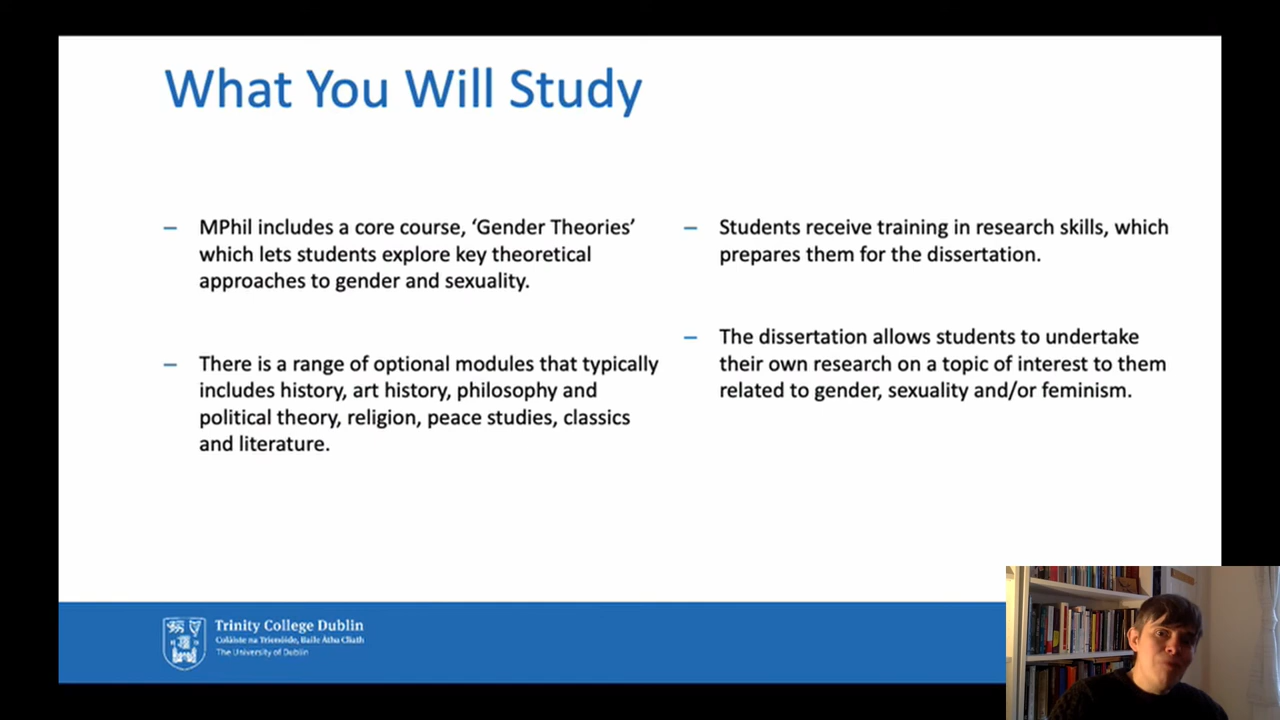 What You Will Study
– MPhil includes a core course, ‘Gender Theories’
which lets students explore key theoretical
approaches to gender and sexuality.
– There is a range of optional modules that typically
includes history, art history, philosophy and
political theory, religion, peace studies, classics
and literature.
– Students receive training in research skills, which
prepares them for the dissertation.
– The dissertation allows students to undertake
their own research on a topic of interest to them
related to gender, sexuality and/or feminism.
Trinity College Dublin
Coláiste na Tríonóide, Baile Átha Cliath
The University of Dublin